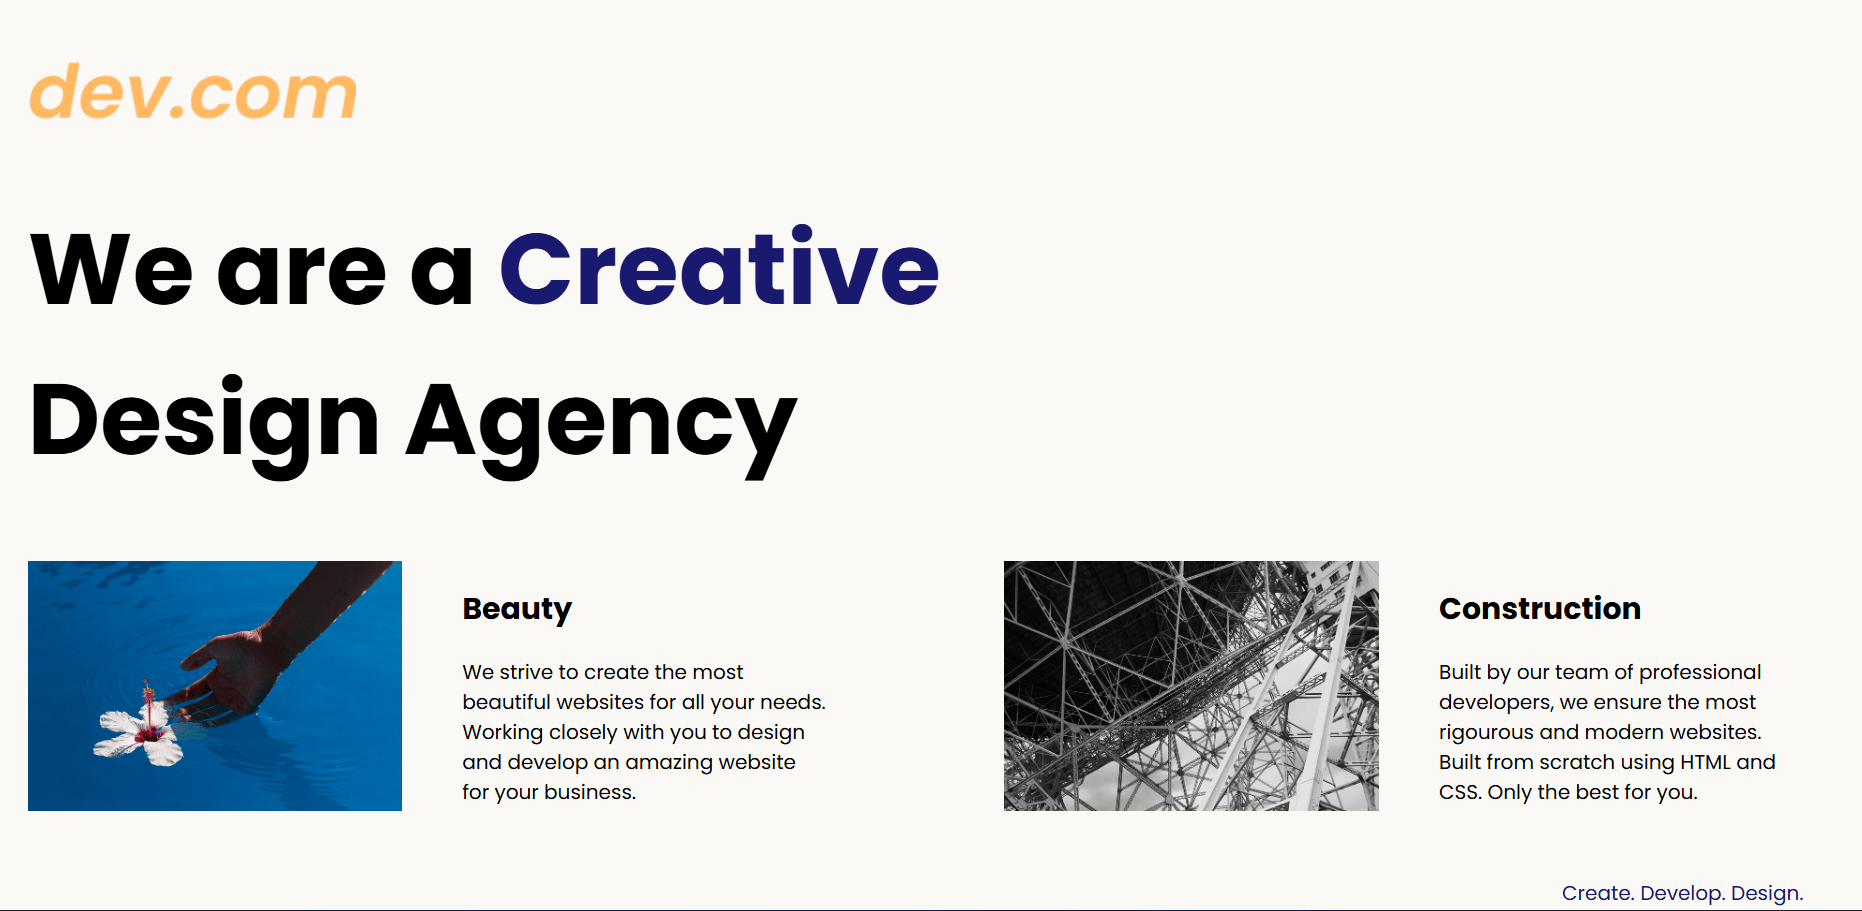 dev.com
We are a Creative
Design Agency
Beauty
We strive to create the most
beautiful websites for all your needs.
Working closely with you to design
and develop an amazing website
for your business.
Construction
Built by our team of professional
developers, we ensure the most
rigourous and modern websites.
Built from scratch using HTML and
CSS. Only the best for you.
Create. Develop. Design.